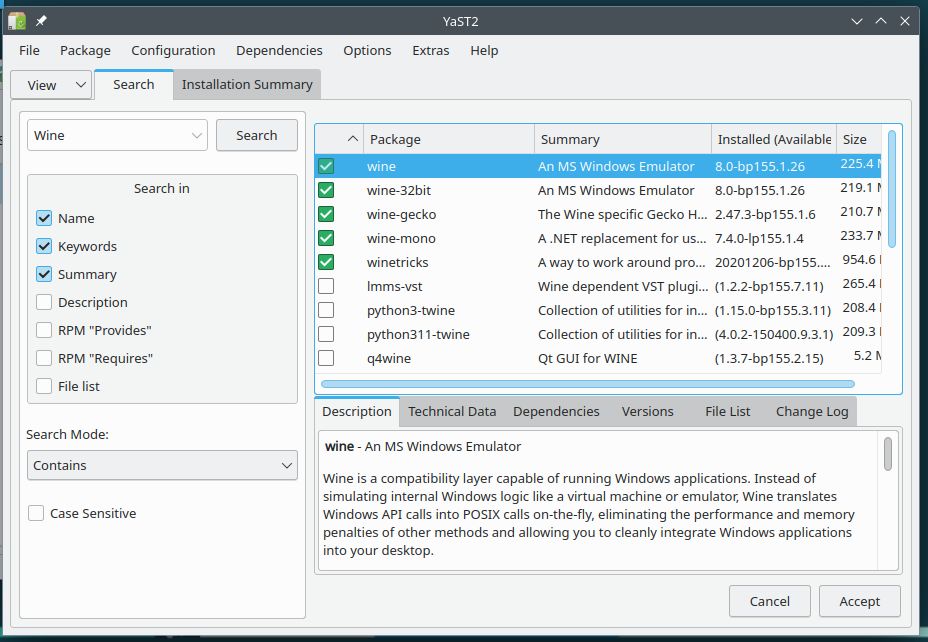 YaST2
File Package Configuration Dependencies Options Extras Help
View Search Installation Summary
Wine Search
Search in
Name
Keywords
Summary
Description
RPM "Provides"
RPM "Requires"
File list
Search Mode:
Contains
Case Sensitive
Package Summary Installed (Available Size
wine An MS Windows Emulator 8.0-bp155.1.26 225.4 M
wine-32bit An MS Windows Emulator 8.0-bp155.1.26 219.1 M
wine-gecko The Wine specific Gecko H... 2.47.3-bp155.1.6 210.7 M
wine-mono A .NET replacement for us... 7.4.0-lp155.1.4 233.7 M
winetricks A way to work around pro... 20201206-bp155.... 954.6
lmms-vst Wine dependent VST plugi... (1.2.2-bp155.7.11) 265.4
python3-twine Collection of utilities for in... (1.15.0-bp155.3.11) 208.4
python311-twine Collection of utilities for in... (4.0.2-150400.9.3.1) 209.3
q4wine Qt GUI for WINE (1.3.7-bp155.2.15) 5.2 M
Description Technical Data Dependencies Versions File List Change Log
wine - An MS Windows Emulator
Wine is a compatibility layer capable of running Windows applications. Instead of
simulating internal Windows logic like a virtual machine or emulator, Wine translates
Windows API calls into POSIX calls on-the-fly, eliminating the performance and memory
penalties of other methods and allowing you to cleanly integrate Windows applications
into your desktop.
Cancel Accept